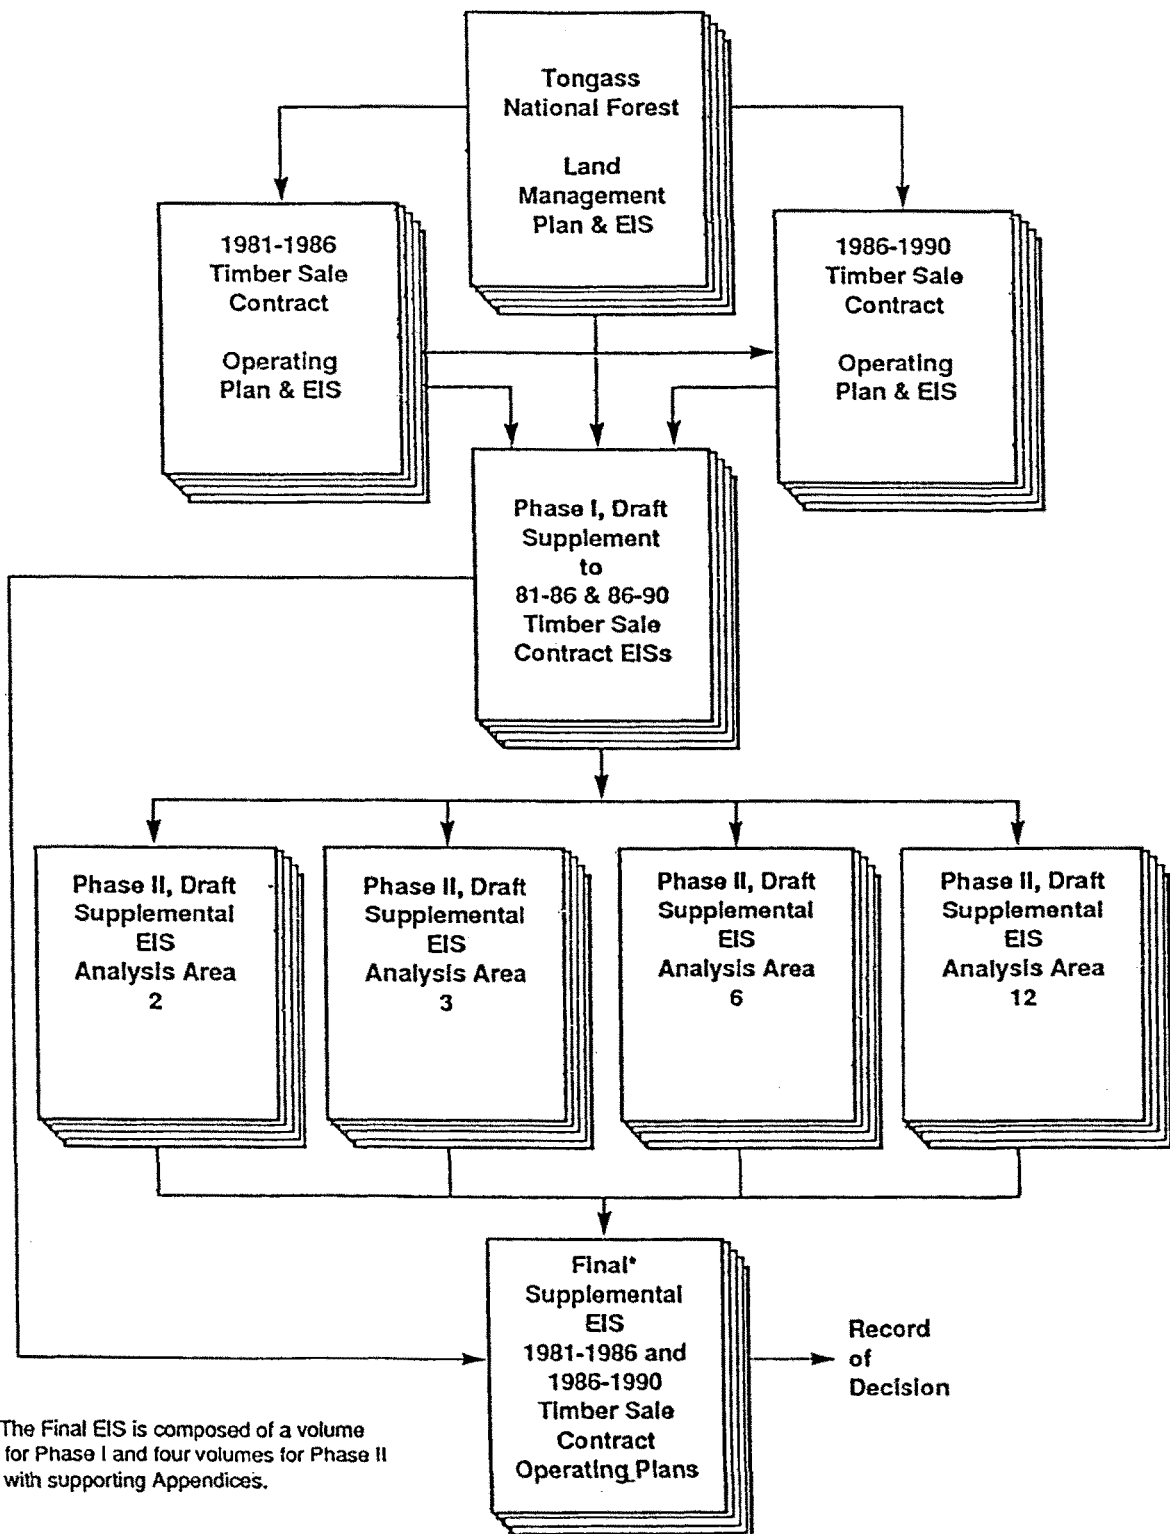 Tongass
National Forest
Land
Management
Plan & EIS
1981-1986
Timber Sale
Contract
Operating
Plan & EIS
1986-1990
Timber Sale
Contract
Operating
Plan & EIS
Phase I, Draft
Supplement
to
81-86 & 86-90
Timber Sale
Contract EISs
Phase II, Draft
Supplemental
EIS
Analysis Area
2
Phase II, Draft
Supplemental
EIS
Analysis Area
3
Phase II, Draft
Supplemental
EIS
Analysis Area
6
Phase II, Draft
Supplemental
EIS
Analysis Area
12
Final*
Supplemental
EIS
1981-1986 and
1986-1990
Timber Sale
Contract
Operating Plans
Record
of
Decision
The Final EIS is composed of a volume
for Phase I and four volumes for Phase II
with supporting Appendices.